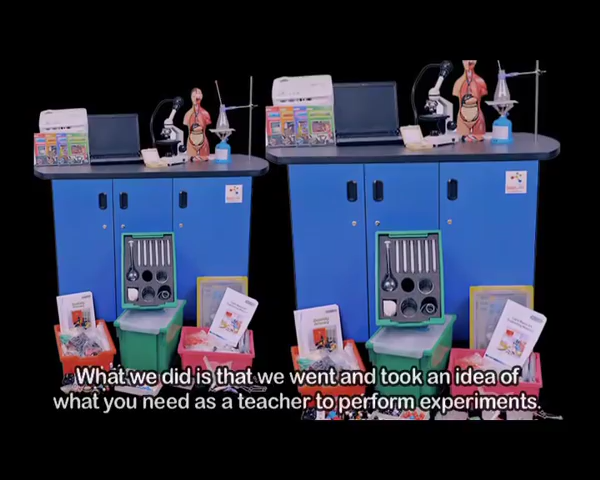 What we did is that we went and took an idea of
what you need as a teacher to perform experiments.